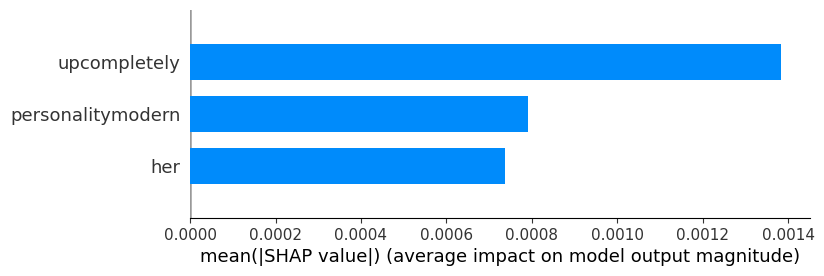 upcompletely
personalitymodern
her
0.0000 0.0002 0.0004 0.0006 0.0008 0.0010 0.0012 0.0014
mean(|SHAP value|) (average impact on model output magnitude)